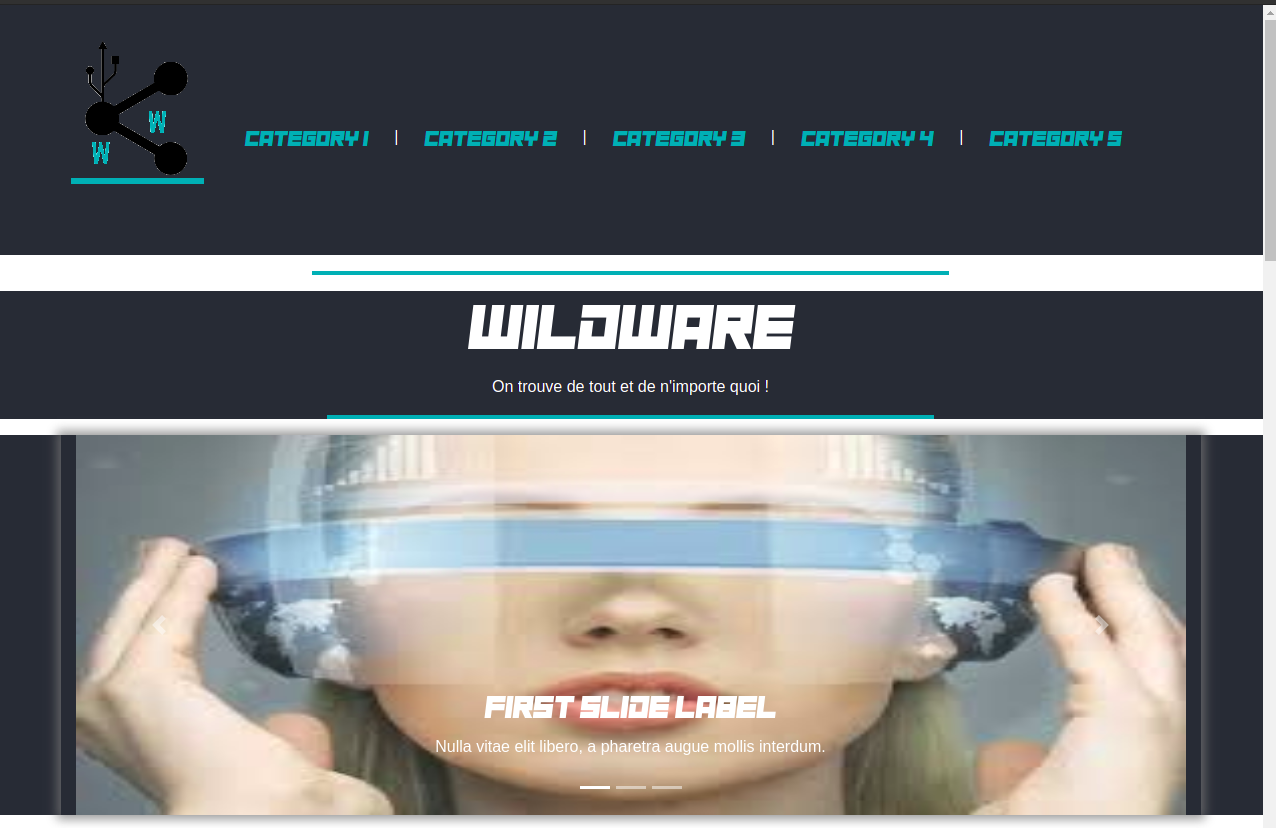 W
W
CATEGORY 1 | CATEGORY 2 | CATEGORY 3 | CATEGORY 4 | CATEGORY 5
WILDWARE
On trouve de tout et de n'importe quoi !
FIRST SLIDE LABEL
Nulla vitae elit libero, a pharetra augue mollis interdum.